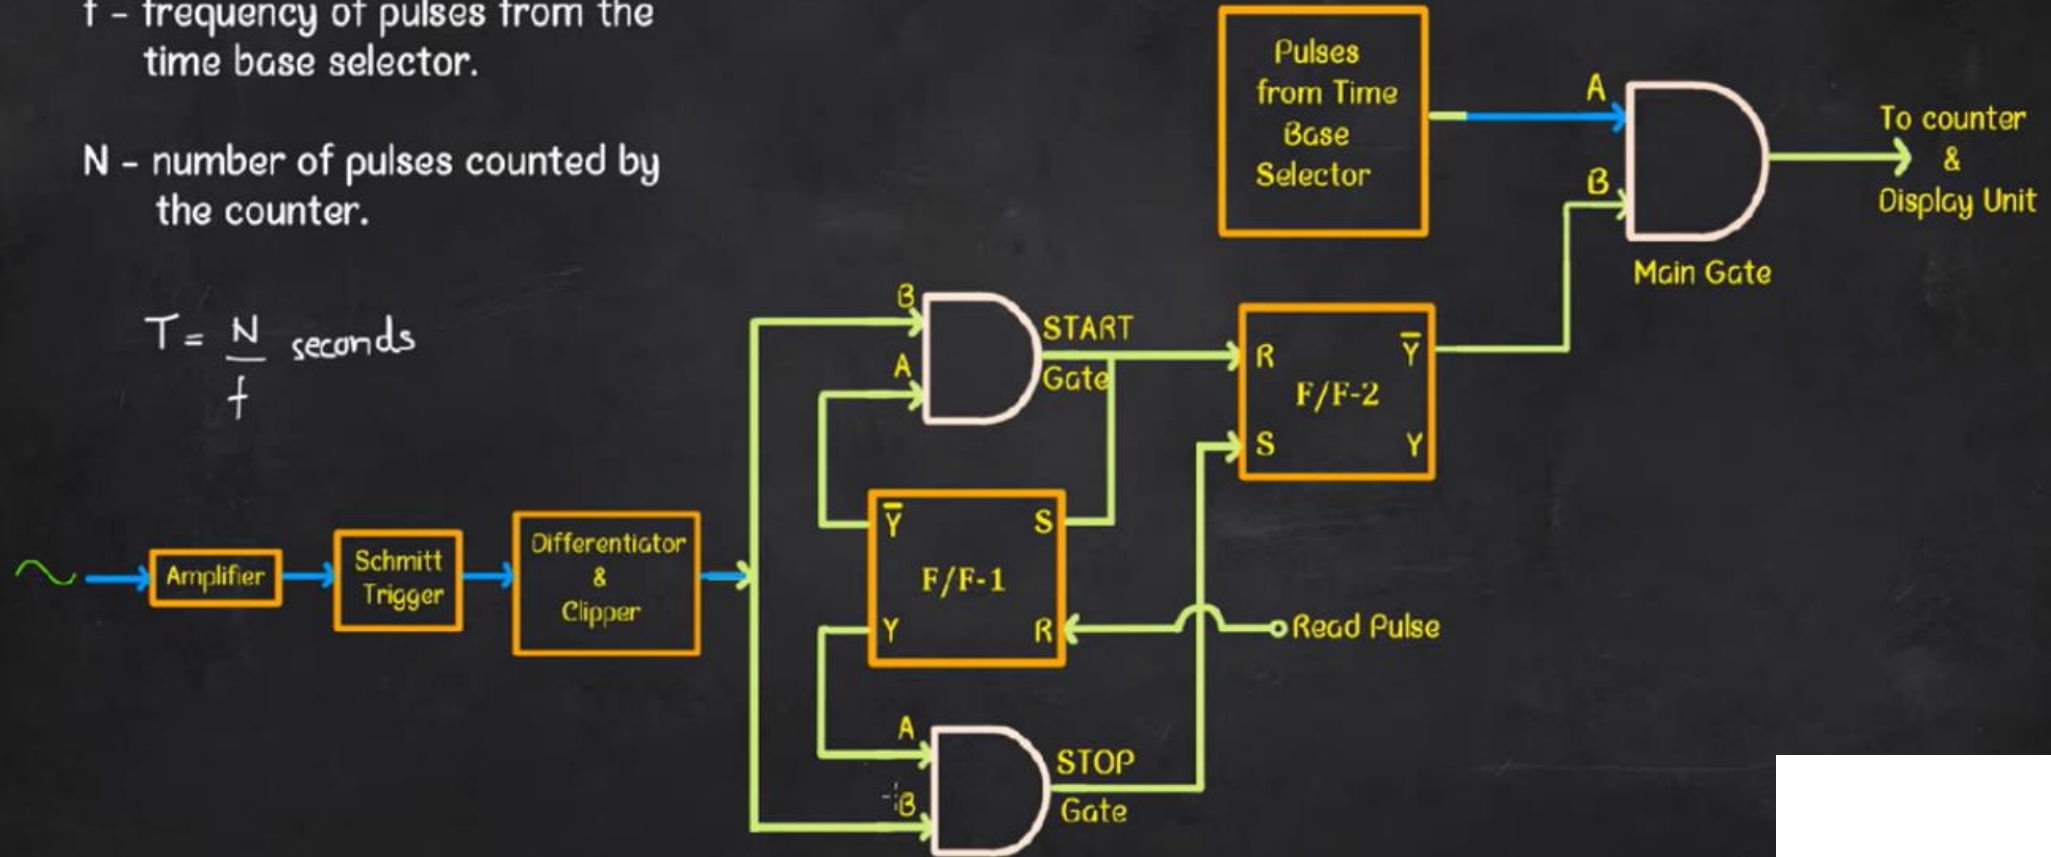 f - frequency of pulses from the
time base selector.
N - number of pulses counted by
the counter.
T = N
f
seconds
Pulses
from Time
Base
Selector
A
B
Main Gate
To counter
&
Display Unit
B
A
START
Gate
R
S
Y̅
Y
F/F-2
Amplifier
Schmitt
Trigger
Differentiator
&
Clipper
Y̅
S
F/F-1
Y
R
Read Pulse
A
B
STOP
Gate